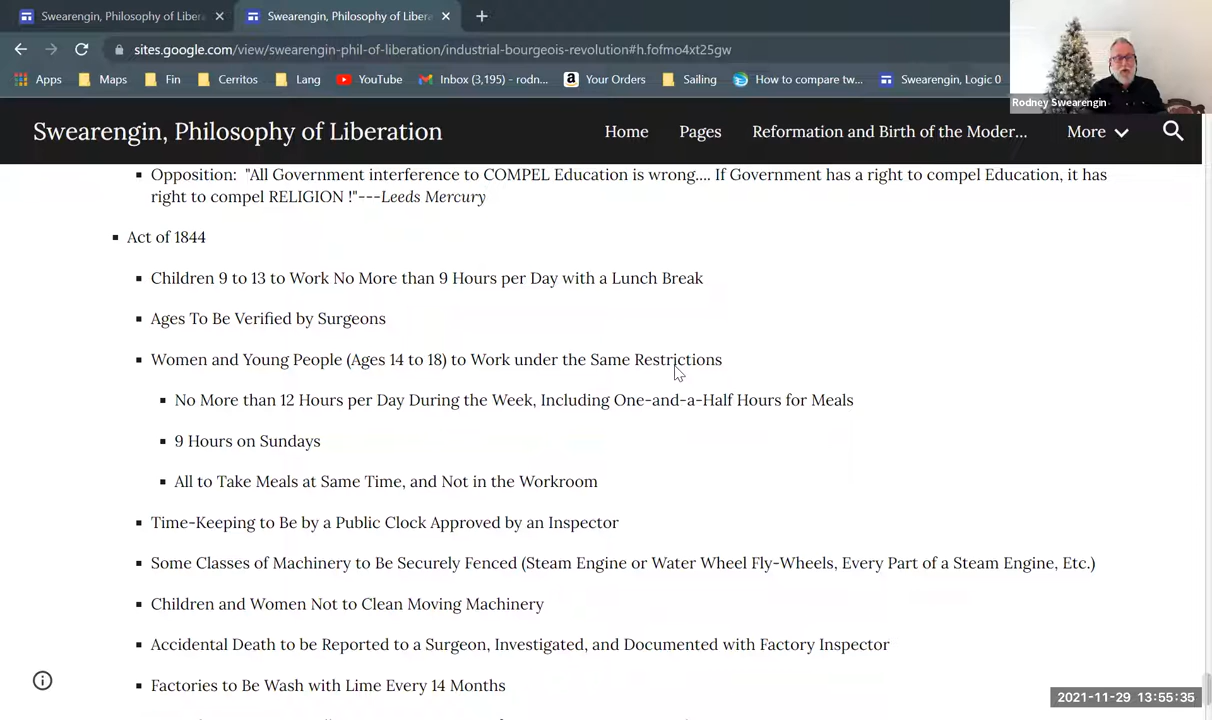 Swearengin, Philosophy of Libera
Swearengin, Philosophy of Libera
sites.google.com/view/swearengin-phil-of-liberation/industrial-bourgeois-revolution#h.fofmo4xt25gw
Apps Maps Fin Cerritos Lang YouTube Inbox (3,195) - rodn... Your Orders Sailing How to compare tw... Swearengin, Logic 0
Rodney Swearengin
Swearengin, Philosophy of Liberation
Home Pages Reformation and Birth of the Moder... More
Opposition: "All Government interference to COMPEL Education is wrong.... If Government has a right to compel Education, it has
right to compel RELIGION !"---Leeds Mercury
Act of 1844
Children 9 to 13 to Work No More than 9 Hours per Day with a Lunch Break
Ages To Be Verified by Surgeons
Women and Young People (Ages 14 to 18) to Work under the Same Restrictions
No More than 12 Hours per Day During the Week, Including One-and-a-Half Hours for Meals
9 Hours on Sundays
All to Take Meals at Same Time, and Not in the Workroom
Time-Keeping to Be by a Public Clock Approved by an Inspector
Some Classes of Machinery to Be Securely Fenced (Steam Engine or Water Wheel Fly-Wheels, Every Part of a Steam Engine, Etc.)
Children and Women Not to Clean Moving Machinery
Accidental Death to be Reported to a Surgeon, Investigated, and Documented with Factory Inspector
Factories to Be Wash with Lime Every 14 Months
2021-11-29 13:55:35